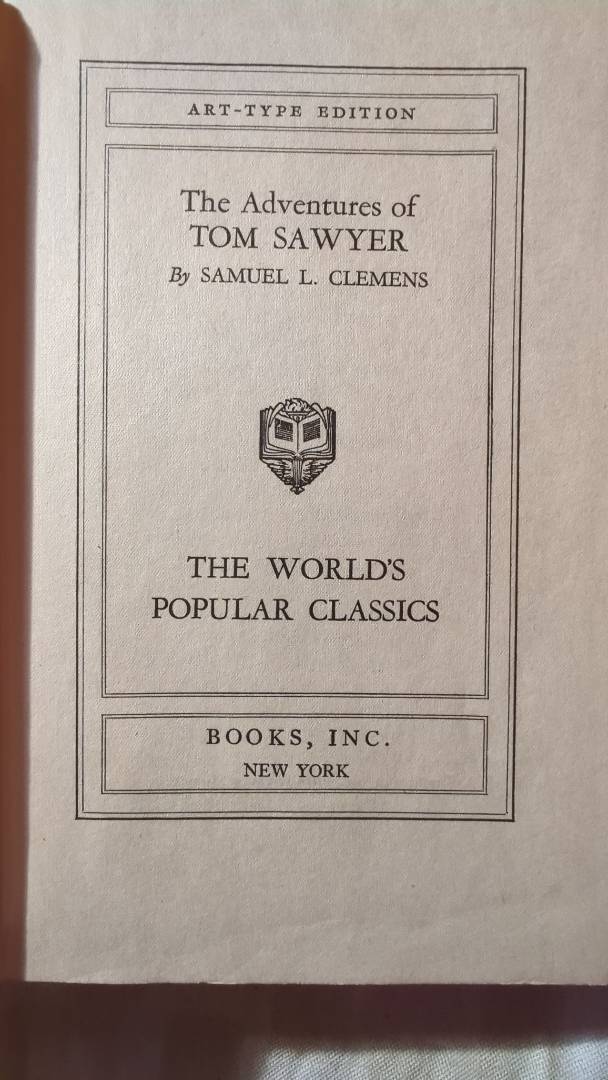 ART-TYPE EDITION
The Adventures of
TOM SAWYER
By SAMUEL L. CLEMENS
THE WORLD'S
POPULAR CLASSICS
BOOKS, INC.
NEW YORK